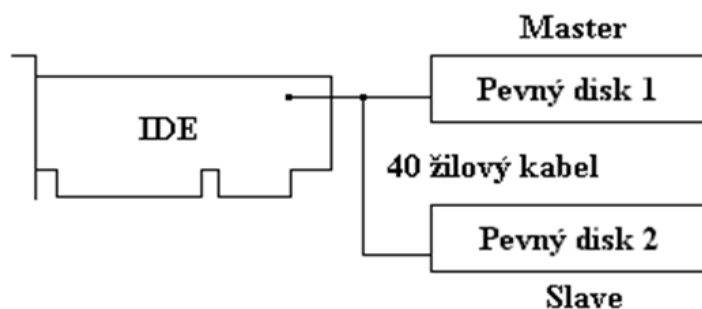 Master
Pevný disk 1
IDE
40 žilový kabel
Pevný disk 2
Slave